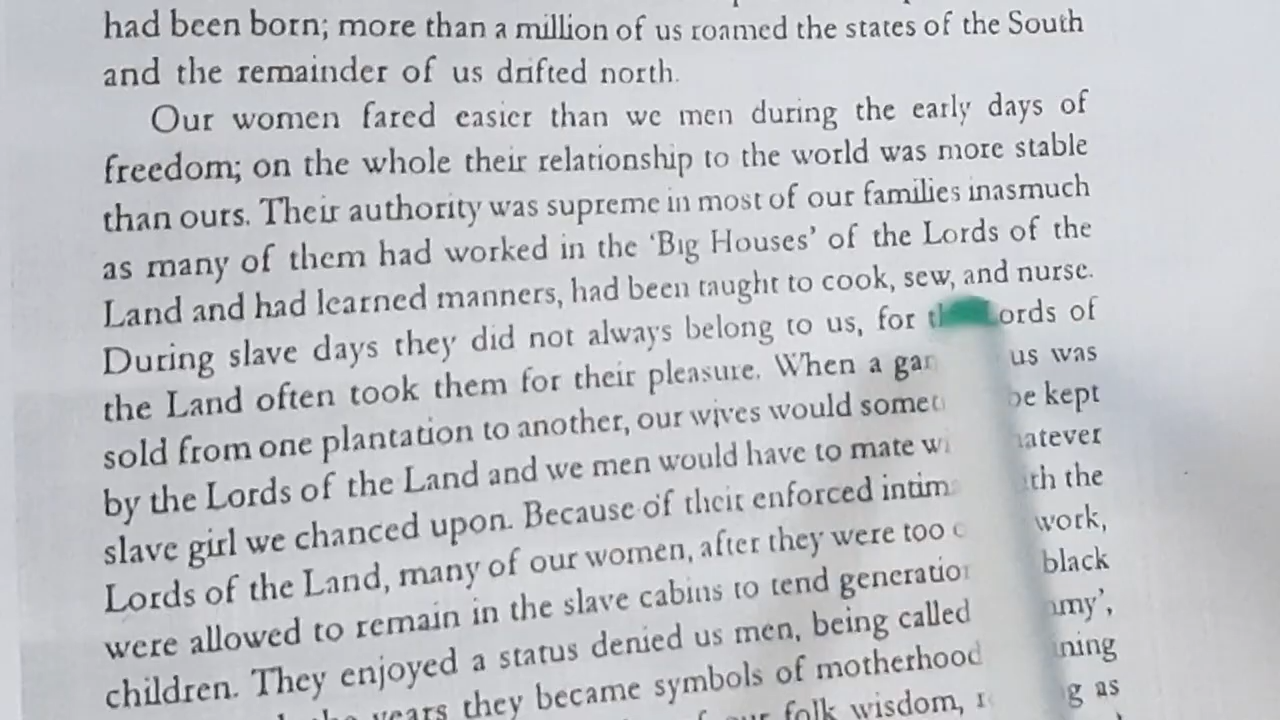 had been born; more than a million of us roamed the states of the South
and the remainder of us drifted north.
Our women fared easier than we men during the early days of
freedom; on the whole their relationship to the world was more stable
than ours. Their authority was supreme in most of our families inasmuch
as many of them had worked in the ‘Big Houses’ of the Lords of the
Land and had learned manners, had been taught to cook, sew, and nurse.
During slave days they did not always belong to us, for the Lords of
the Land often took them for their pleasure. When a us was
sold from one plantation to another, our wives would be kept
by the Lords of the Land and we men would have to mate
slave girl we chanced upon. Because of their enforced the
Lords of the Land, many of our women, after they were too work,
were allowed to remain in the slave cabins to tend black
children. They enjoyed a status denied us men, being called
years they became symbols of motherhood
folk wisdom, as